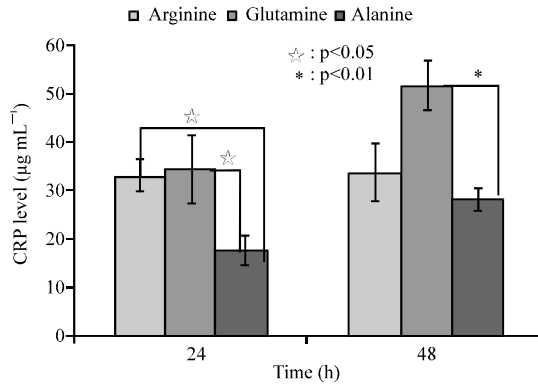 Arginine Glutamine Alanine
☆ : p<0.05
* : p<0.01
CRP level (µg mL⁻¹)
60
50
40
30
20
10
0
☆
☆
*
24 48
Time (h)